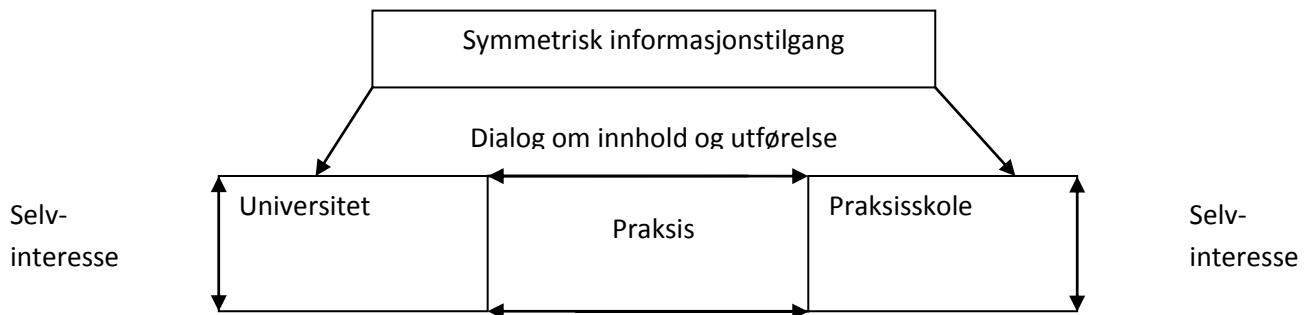 Symmetrisk informasjonstilgang
Dialog om innhold og utførelse
Selv-
interesse
Universitet
Praksis
Praksisskole
Selv-
interesse